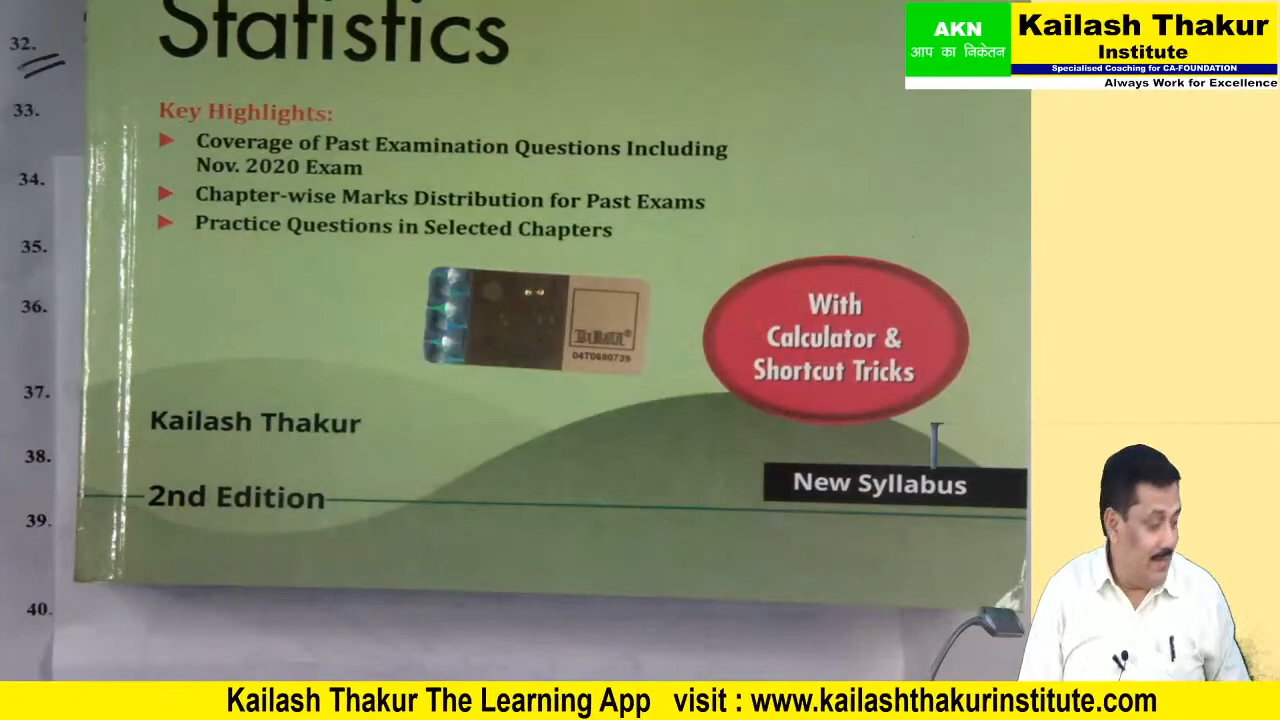 AKN
आप का निकेतन
Kailash Thakur
Institute
Specialised Coaching for CA-FOUNDATION
Always Work for Excellence
Statistics
Key Highlights:
Coverage of Past Examination Questions Including
Nov. 2020 Exam
Chapter-wise Marks Distribution for Past Exams
Practice Questions in Selected Chapters
With
Calculator &
Shortcut Tricks
04T0680739
Kailash Thakur
2nd Edition
New Syllabus
32.
33.
34.
35.
36.
37.
38.
39.
40.
Kailash Thakur The Learning App visit : www.kailashthakurinstitute.com